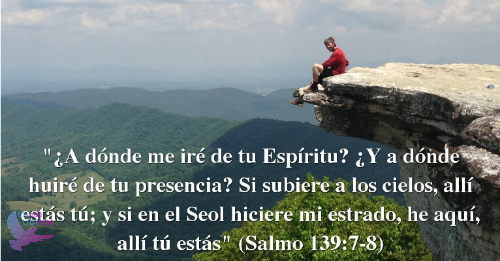 "¿A dónde me iré de tu Espíritu? ¿Y a dónde
huiré de tu presencia? Si subiere a los cielos, allí
estás tú; y si en el Seol hiciere mi estrado, he aquí,
allí tú estás" (Salmo 139:7-8)